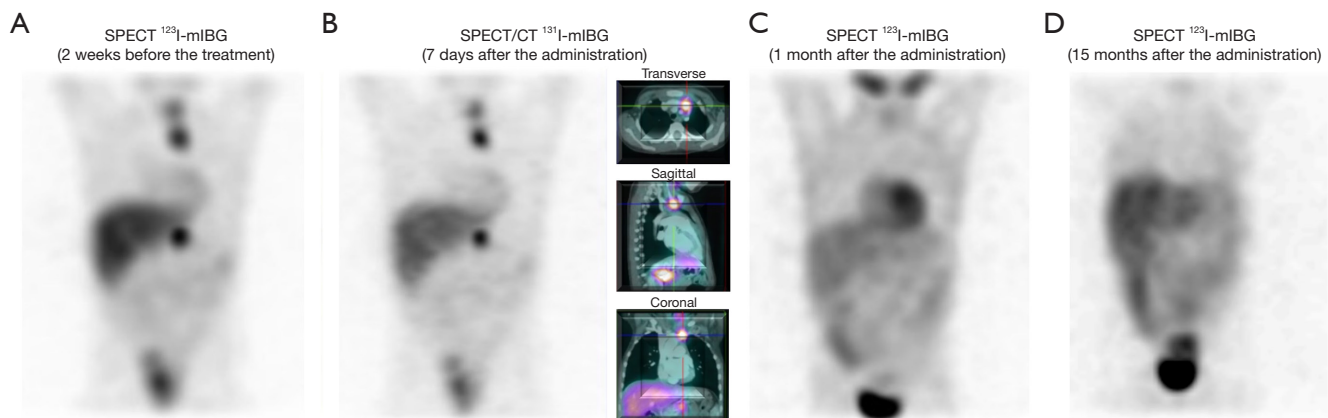 A
SPECT ¹²³I-mIBG
(2 weeks before the treatment)
B
SPECT/CT ¹³¹I-mIBG
(7 days after the administration)
Transverse
Sagittal
Coronal
C
SPECT ¹²³I-mIBG
(1 month after the administration)
D
SPECT ¹²³I-mIBG
(15 months after the administration)